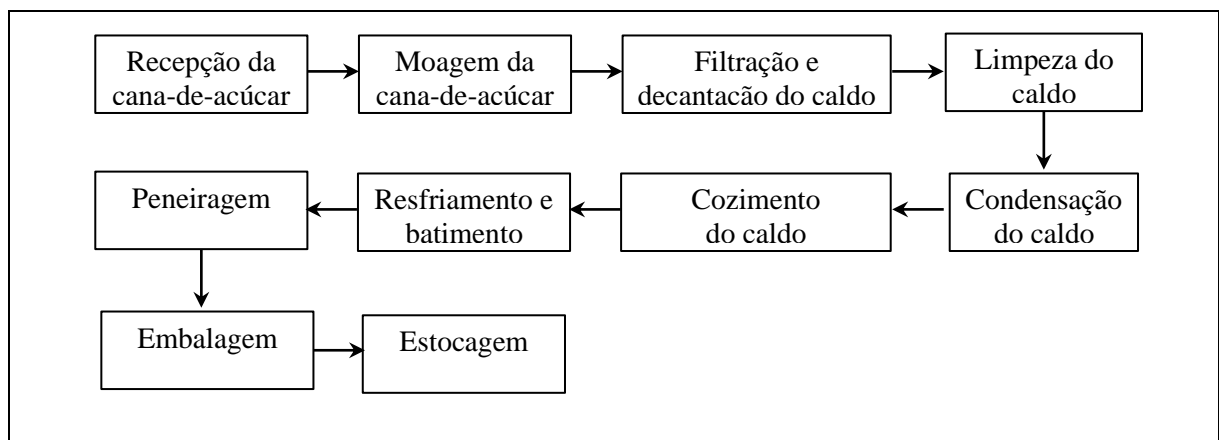 Recepção da
cana-de-acúcar
Moagem da
cana-de-acúcar
Filtração e
decantacão do caldo
Limpeza do
caldo
Condensação
do caldo
Cozimento
do caldo
Resfriamento e
batimento
Peneiragem
Embalagem
Estocagem